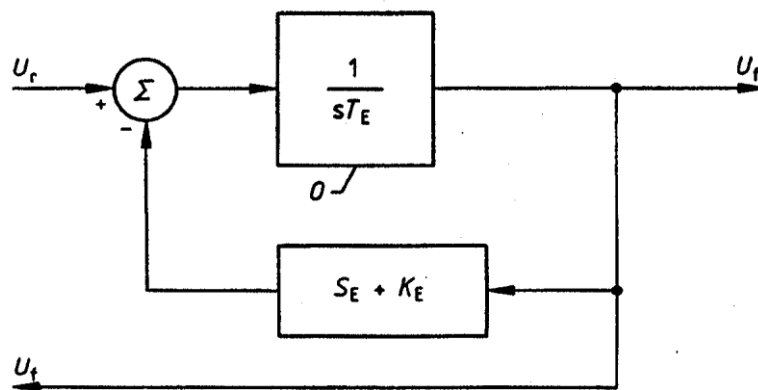 U_r
+
Σ
-
1
sT_E
0
U_f
S_E + K_E
U_f